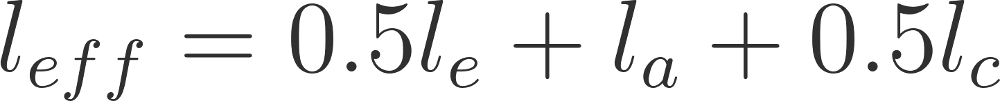 l_{eff} = 0.5l_e + l_a + 0.5l_c